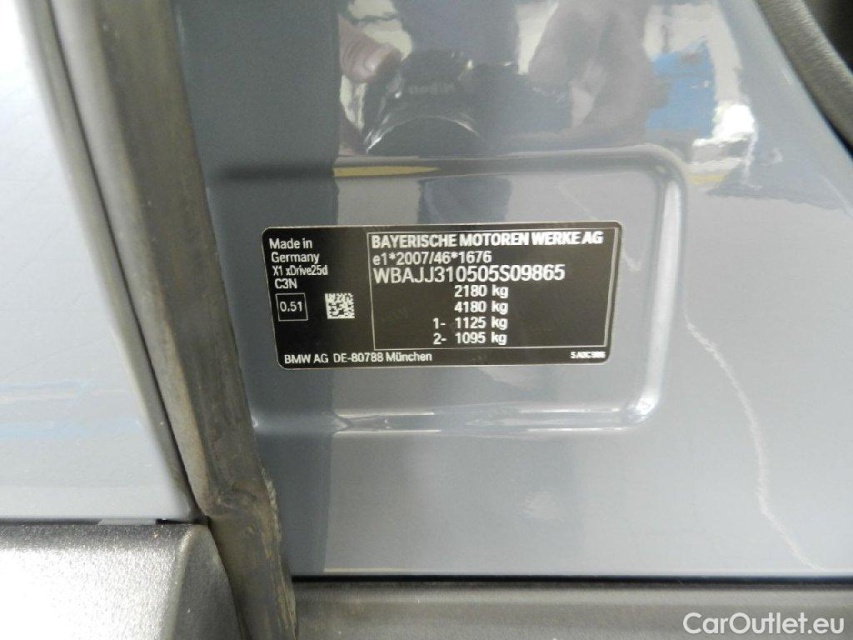 Made in
Germany
X1 xDrive25d
C3N
0.51
BAYERISCHE MOTOREN WERKE AG
e1*2007/46*1676
WBAJJ310505S09865
2180 kg
4180 kg
1- 1125 kg
2- 1095 kg
BMW AG DE-80788 München
CarOutlet.eu